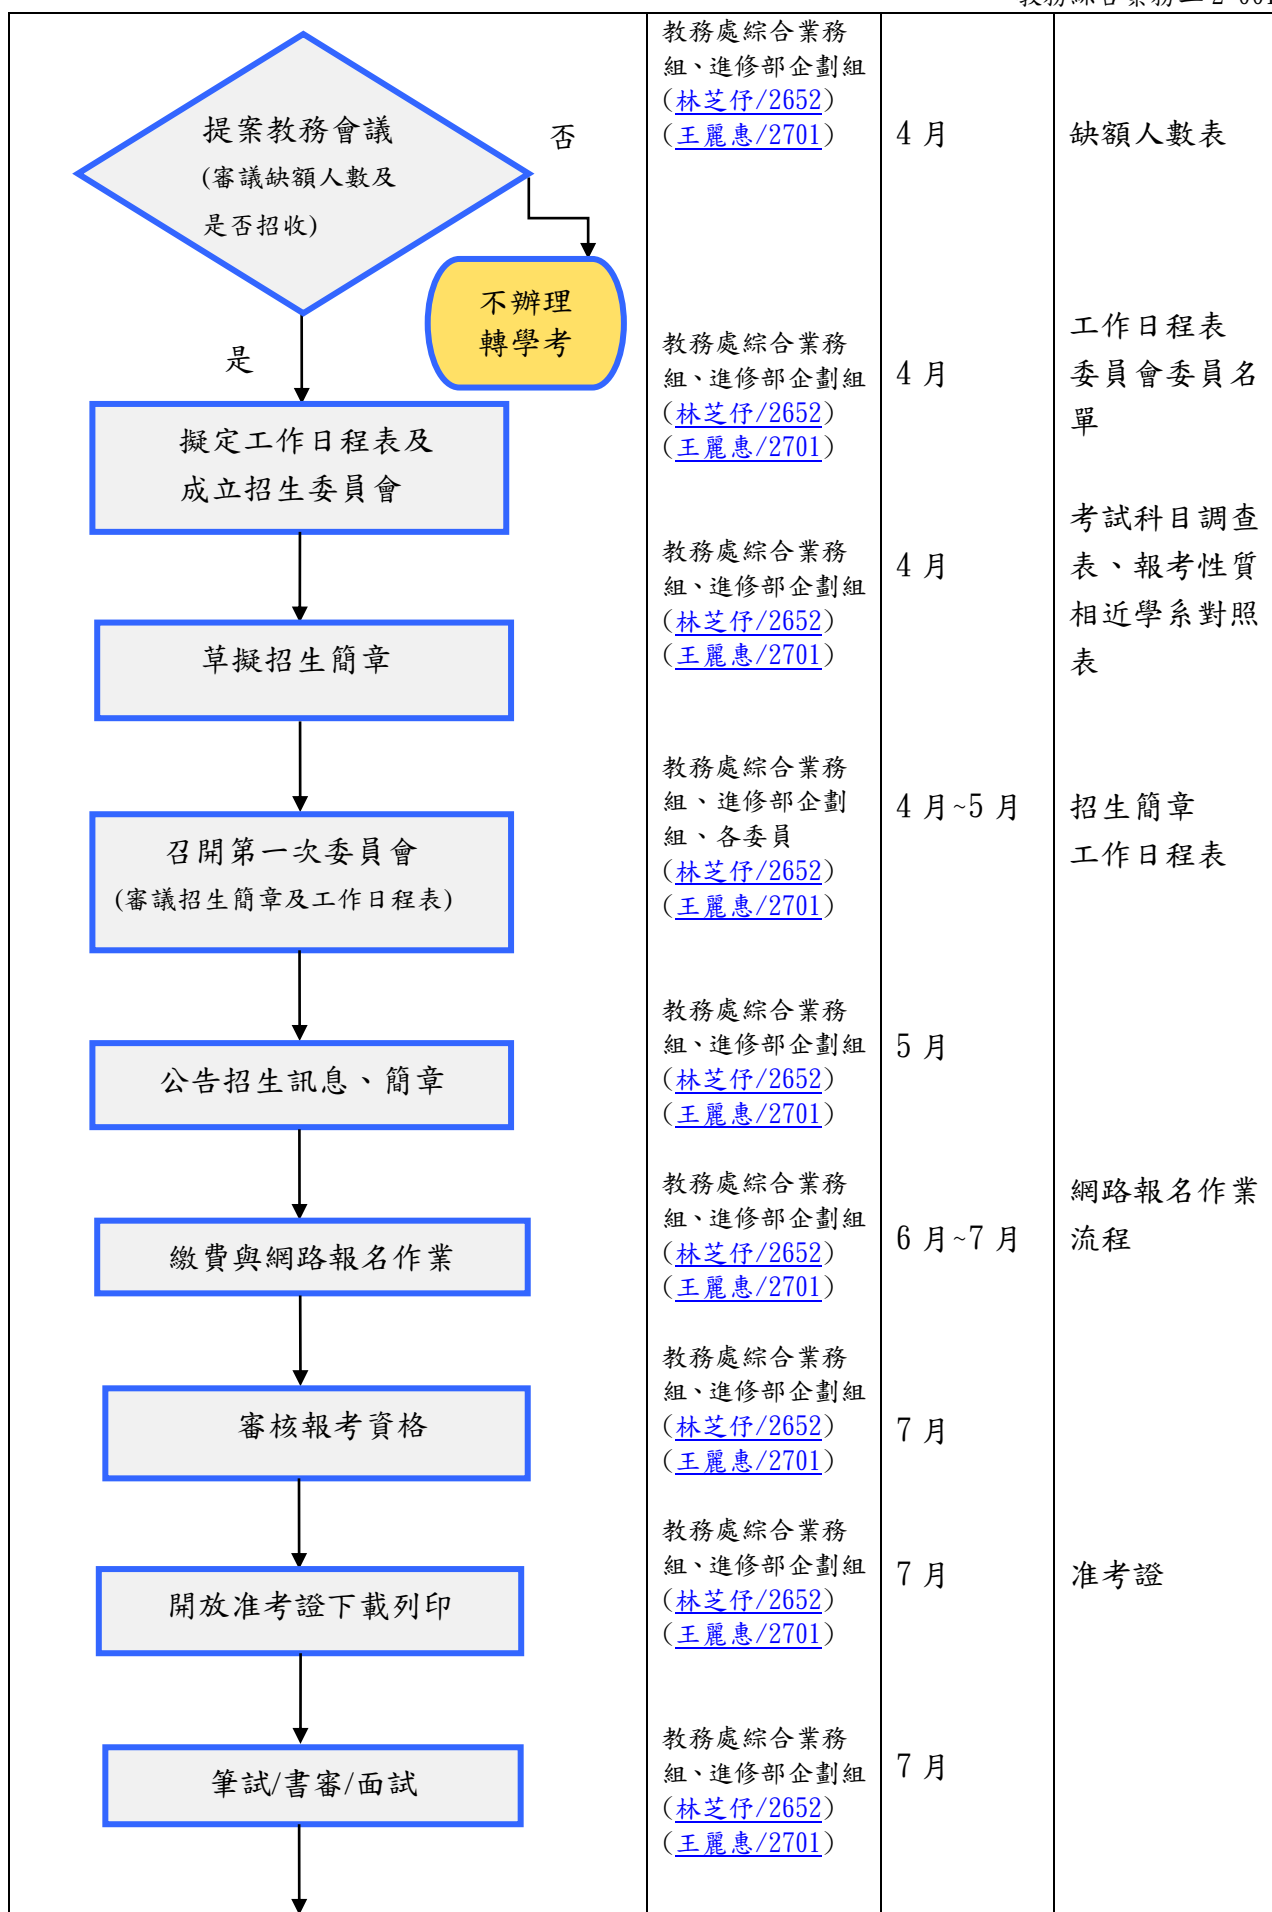 提案教務會議
(審議缺額人數及
是否招收)
否
不辦理
轉學考
是
教務處綜合業務
組、進修部企劃組
(林芝伃/2652)
(王麗惠/2701)
4 月
缺額人數表
擬定工作日程表及
成立招生委員會
教務處綜合業務
組、進修部企劃組
(林芝伃/2652)
(王麗惠/2701)
4 月
工作日程表
委員會委員名
單
草擬招生簡章
教務處綜合業務
組、進修部企劃組
(林芝伃/2652)
(王麗惠/2701)
4 月
考試科目調查
表、報考性質
相近學系對照
表
召開第一次委員會
(審議招生簡章及工作日程表)
教務處綜合業務
組、進修部企劃
組、各委員
(林芝伃/2652)
(王麗惠/2701)
4 月~5 月
招生簡章
工作日程表
公告招生訊息、簡章
教務處綜合業務
組、進修部企劃組
(林芝伃/2652)
(王麗惠/2701)
5 月
繳費與網路報名作業
教務處綜合業務
組、進修部企劃組
(林芝伃/2652)
(王麗惠/2701)
6 月~7 月
網路報名作業
流程
審核報考資格
教務處綜合業務
組、進修部企劃組
(林芝伃/2652)
(王麗惠/2701)
7 月
開放准考證下載列印
教務處綜合業務
組、進修部企劃組
(林芝伃/2652)
(王麗惠/2701)
7 月
准考證
筆試/書審/面試
教務處綜合業務
組、進修部企劃組
(林芝伃/2652)
(王麗惠/2701)
7 月